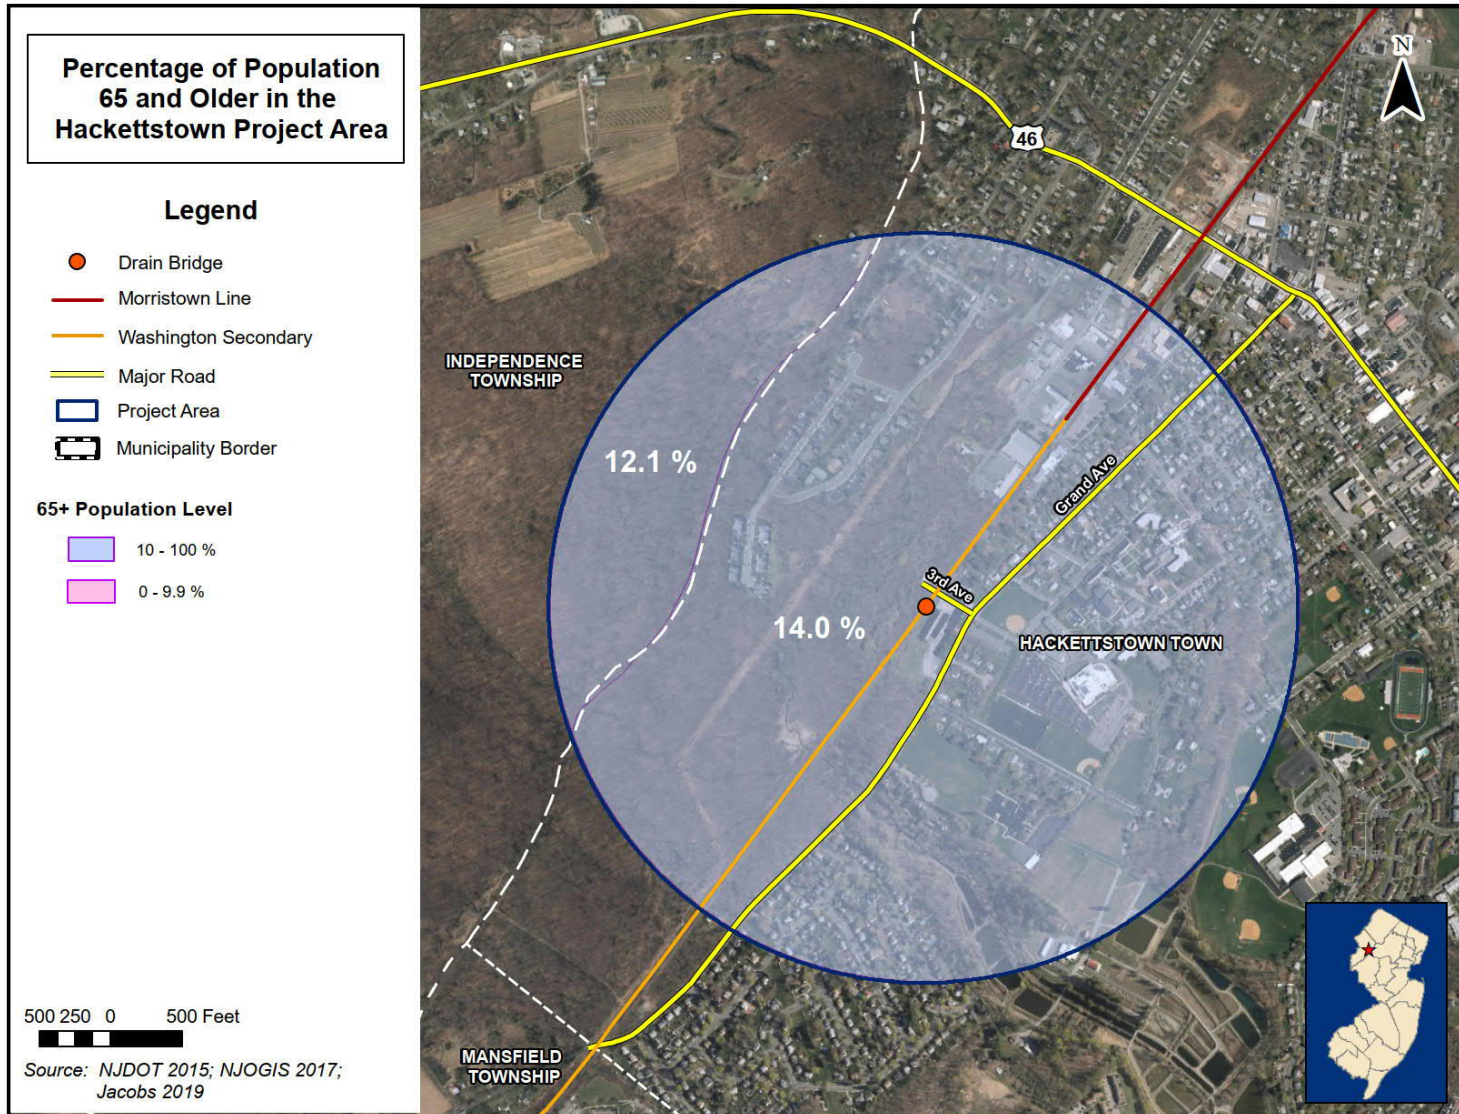 Percentage of Population
65 and Older in the
Hackettstown Project Area
Legend
Drain Bridge
Morristown Line
Washington Secondary
Major Road
Project Area
Municipality Border
65+ Population Level
10 - 100 %
0 - 9.9 %
500 250 0 500 Feet
Source: NJDOT 2015; NJOGIS 2017;
Jacobs 2019
N
46
INDEPENDENCE
TOWNSHIP
12.1 %
Grand Ave
3rd Ave
14.0 %
HACKETTSTOWN TOWN
MANSFIELD
TOWNSHIP